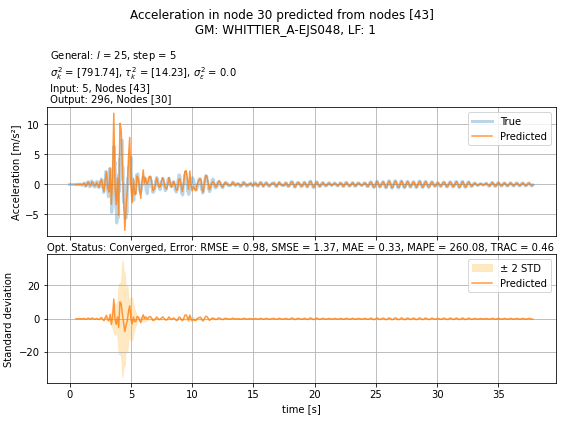 Acceleration in node 30 predicted from nodes [43]
GM: WHITTIER_A-EJS048, LF: 1
General: l = 25, step = 5
σ²ₖ = [791.74], τ²ₖ = [14.23], σ²ε = 0.0
Input: 5, Nodes [43]
Output: 296, Nodes [30]
Acceleration [m/s²]
10
5
0
−5
True
Predicted
Opt. Status: Converged, Error: RMSE = 0.98, SMSE = 1.37, MAE = 0.33, MAPE = 260.08, TRAC = 0.46
Standard deviation
20
0
−20
± 2 STD
Predicted
0 5 10 15 20 25 30 35
time [s]